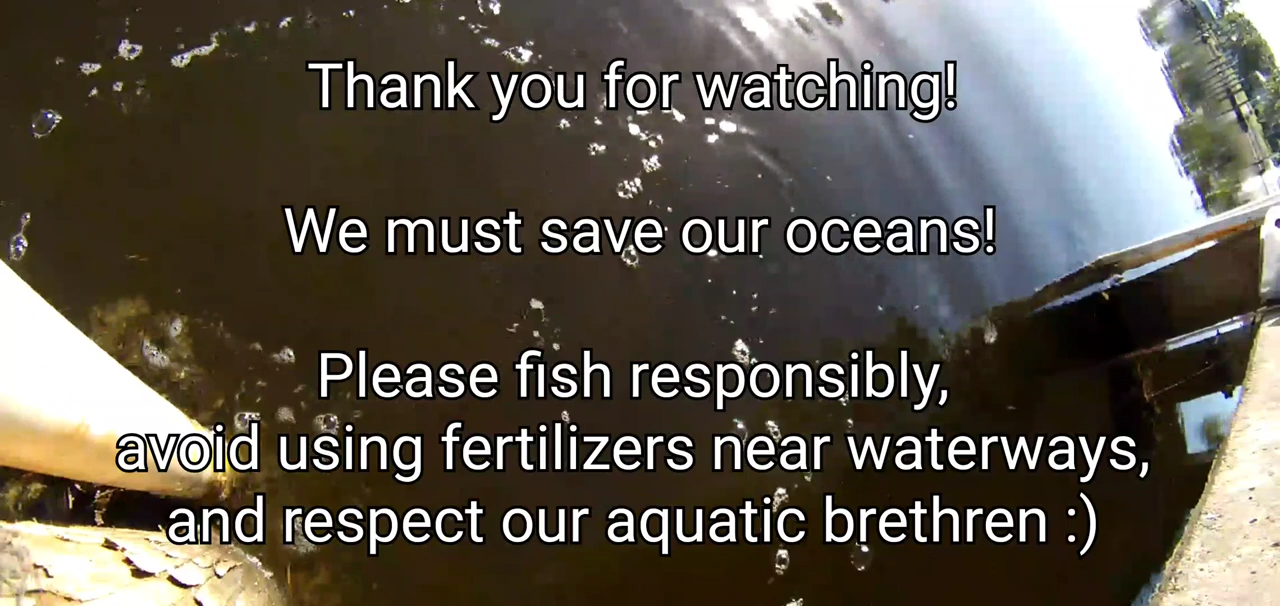 Thank you for watching!
We must save our oceans!
Please fish responsibly,
avoid using fertilizers near waterways,
and respect our aquatic brethren :)